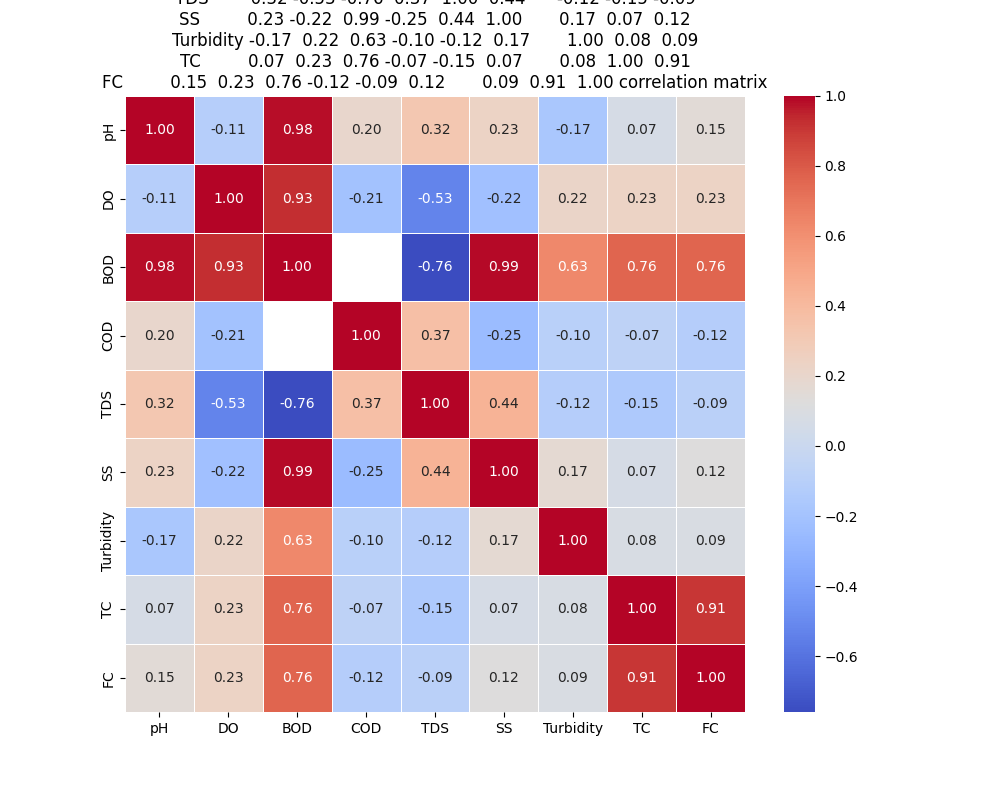 SS 0.23 -0.22 0.99 -0.25 0.44 1.00 0.17 0.07 0.12
Turbidity -0.17 0.22 0.63 -0.10 -0.12 0.17 1.00 0.08 0.09
TC 0.07 0.23 0.76 -0.07 -0.15 0.07 0.08 1.00 0.91
FC 0.15 0.23 0.76 -0.12 -0.09 0.12 0.09 0.91 1.00 correlation matrix
pH 1.00 -0.11 0.98 0.20 0.32 0.23 -0.17 0.07 0.15
DO -0.11 1.00 0.93 -0.21 -0.53 -0.22 0.22 0.23 0.23
BOD 0.98 0.93 1.00 -0.76 0.99 0.63 0.76 0.76
COD 0.20 -0.21 1.00 0.37 -0.25 -0.10 -0.07 -0.12
TDS 0.32 -0.53 -0.76 0.37 1.00 0.44 -0.12 -0.15 -0.09
SS 0.23 -0.22 0.99 -0.25 0.44 1.00 0.17 0.07 0.12
Turbidity -0.17 0.22 0.63 -0.10 -0.12 0.17 1.00 0.08 0.09
TC 0.07 0.23 0.76 -0.07 -0.15 0.07 0.08 1.00 0.91
FC 0.15 0.23 0.76 -0.12 -0.09 0.12 0.09 0.91 1.00
pH DO BOD COD TDS SS Turbidity TC FC
1.0
0.8
0.6
0.4
0.2
0.0
−0.2
−0.4
−0.6